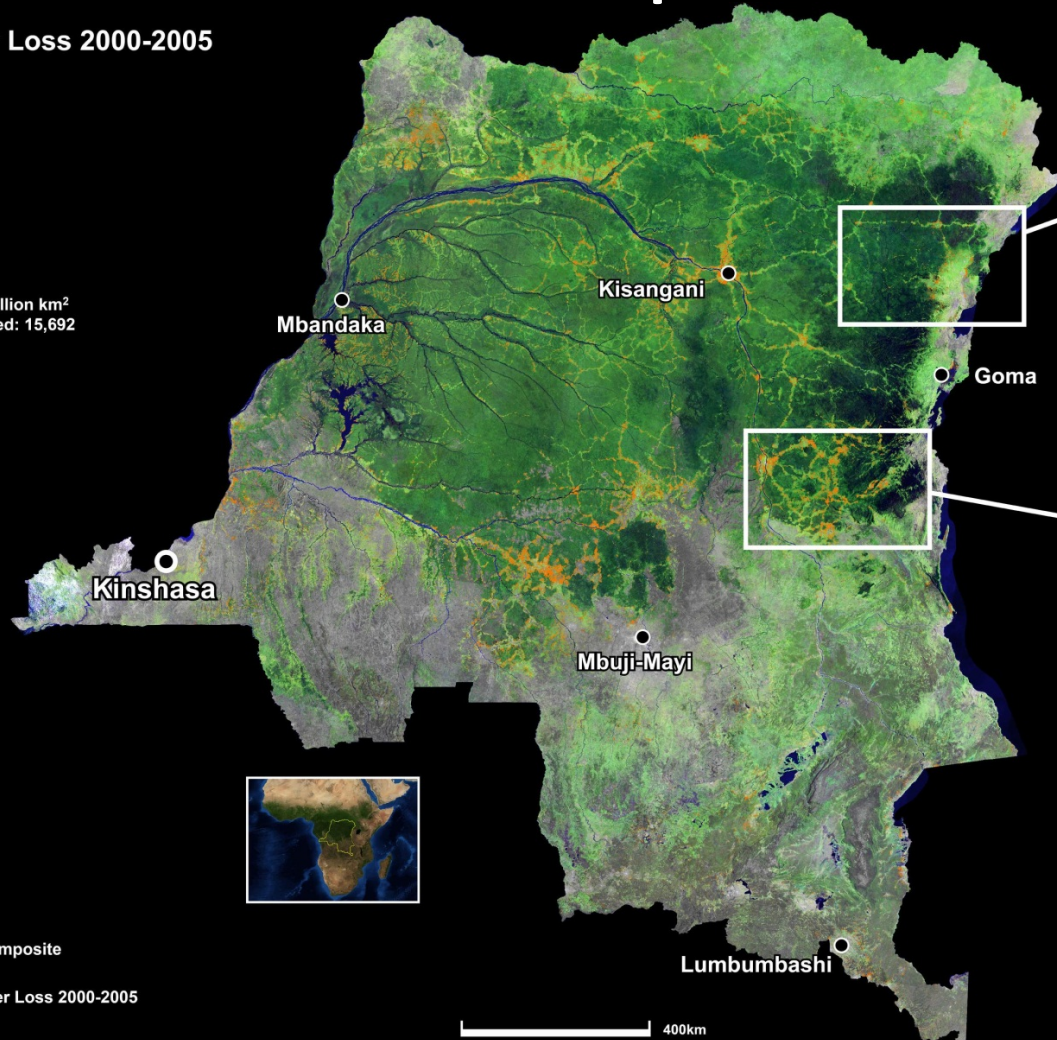 Loss 2000-2005
llion km²
ed: 15,692
Kisangani
Mbandaka
Goma
Kinshasa
Mbuji-Mayi
Lumbumbashi
mposite
er Loss 2000-2005
400km